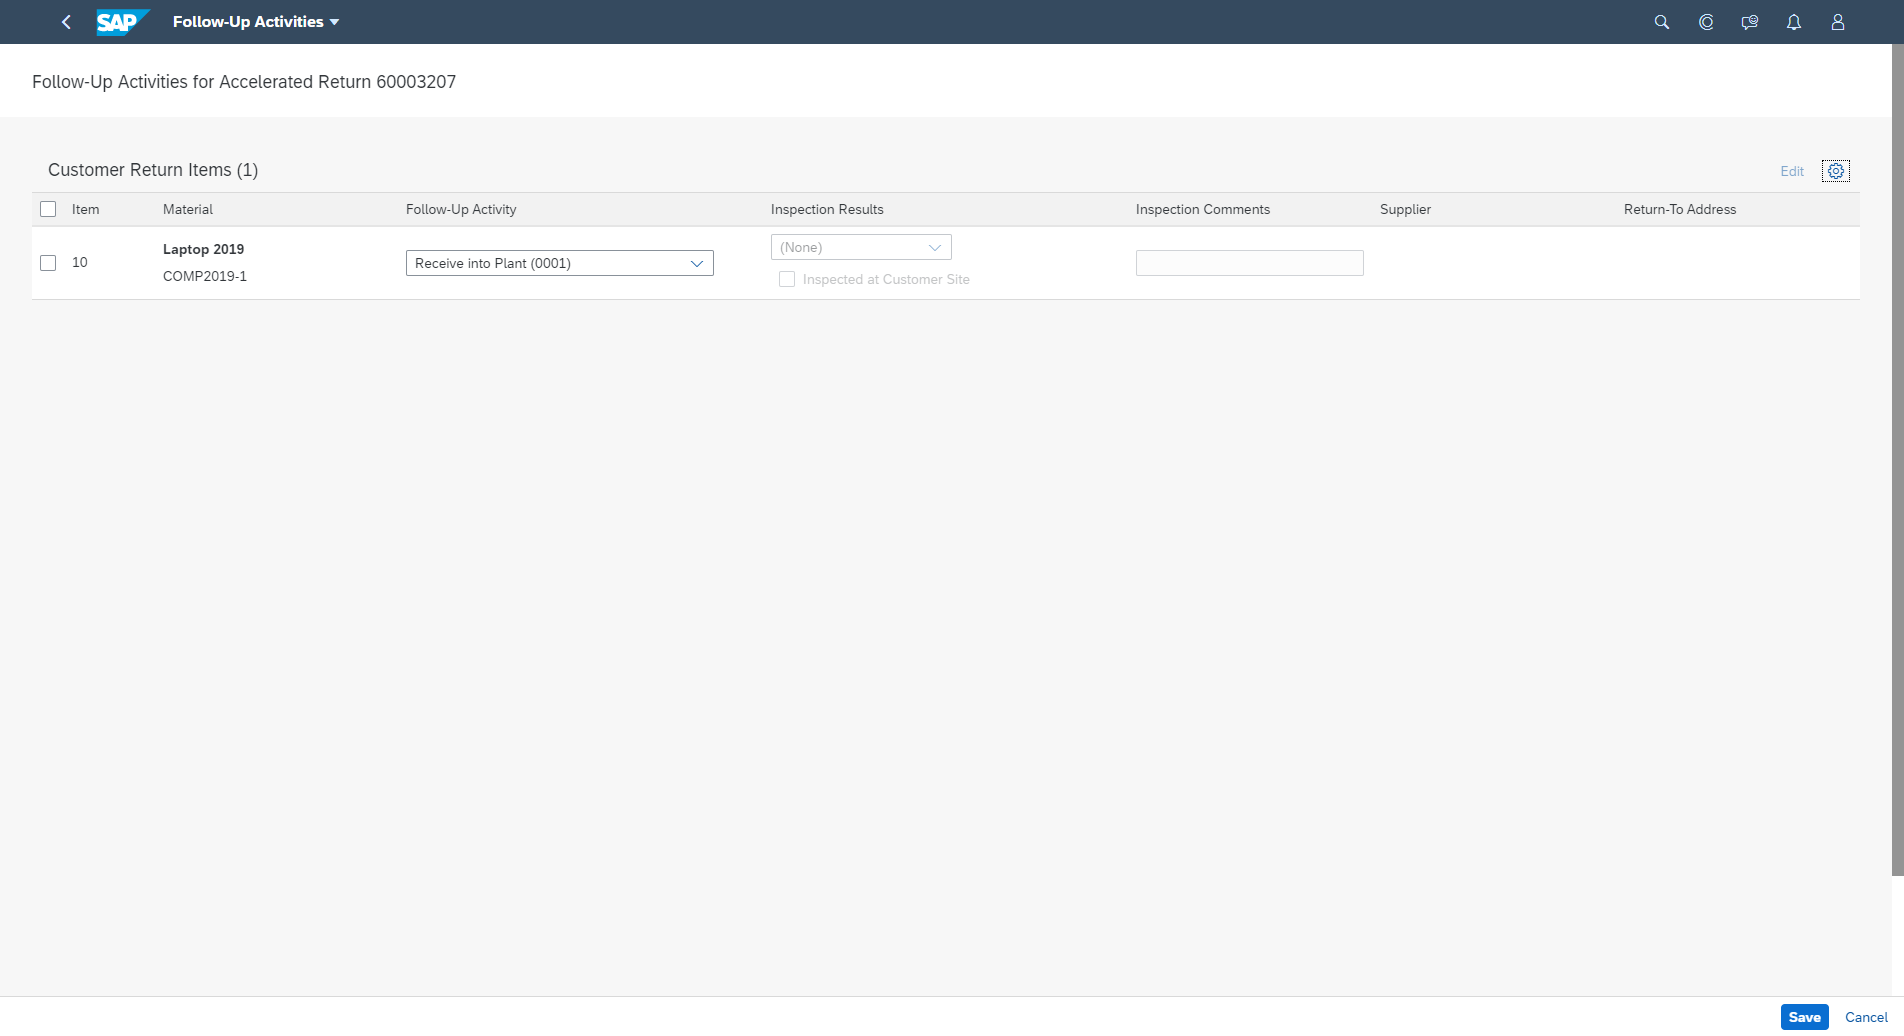 SAP Follow-Up Activities
Follow-Up Activities for Accelerated Return 60003207
Customer Return Items (1) Edit
Item Material Follow-Up Activity Inspection Results Inspection Comments Supplier Return-To Address
10 Laptop 2019 Receive into Plant (0001) (None)
COMP2019-1 Inspected at Customer Site
Save Cancel